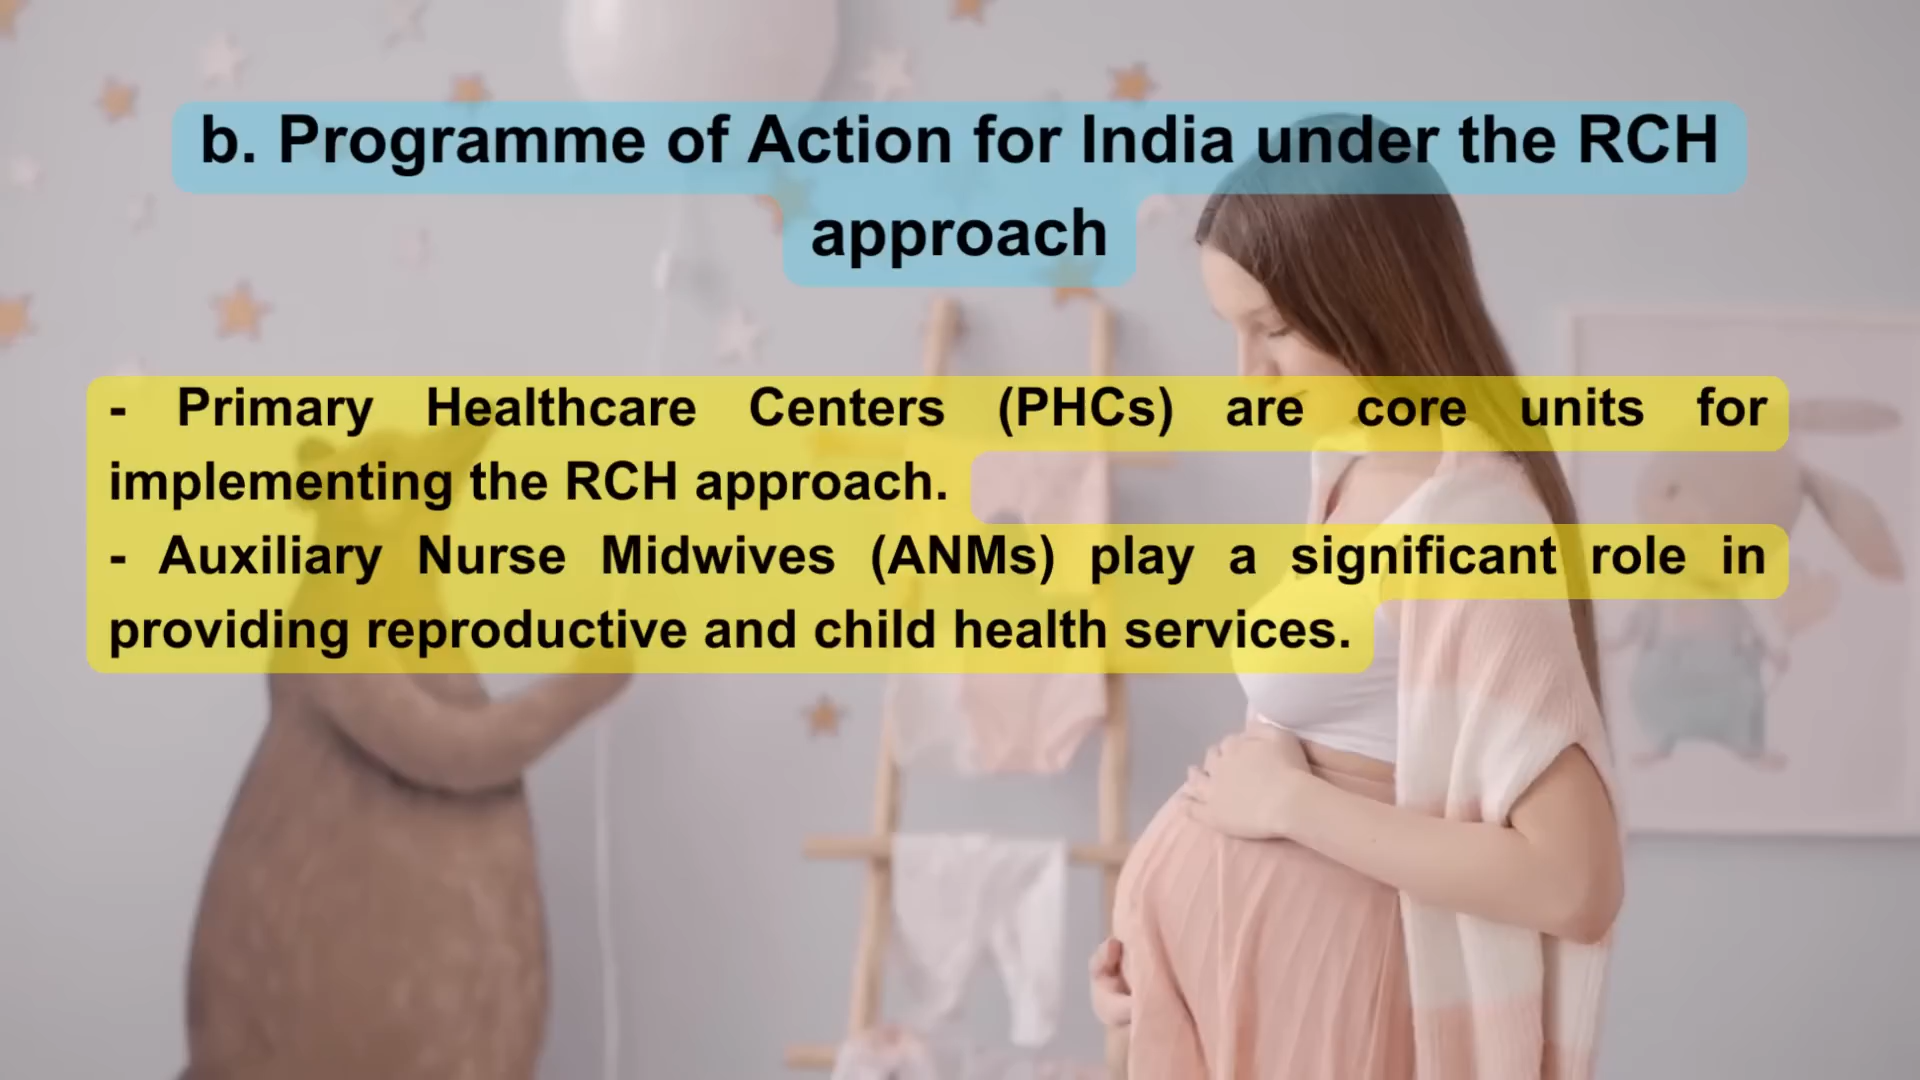 b. Programme of Action for India under the RCH
approach
- Primary Healthcare Centers (PHCs) are core units for
implementing the RCH approach.
- Auxiliary Nurse Midwives (ANMs) play a significant role in
providing reproductive and child health services.